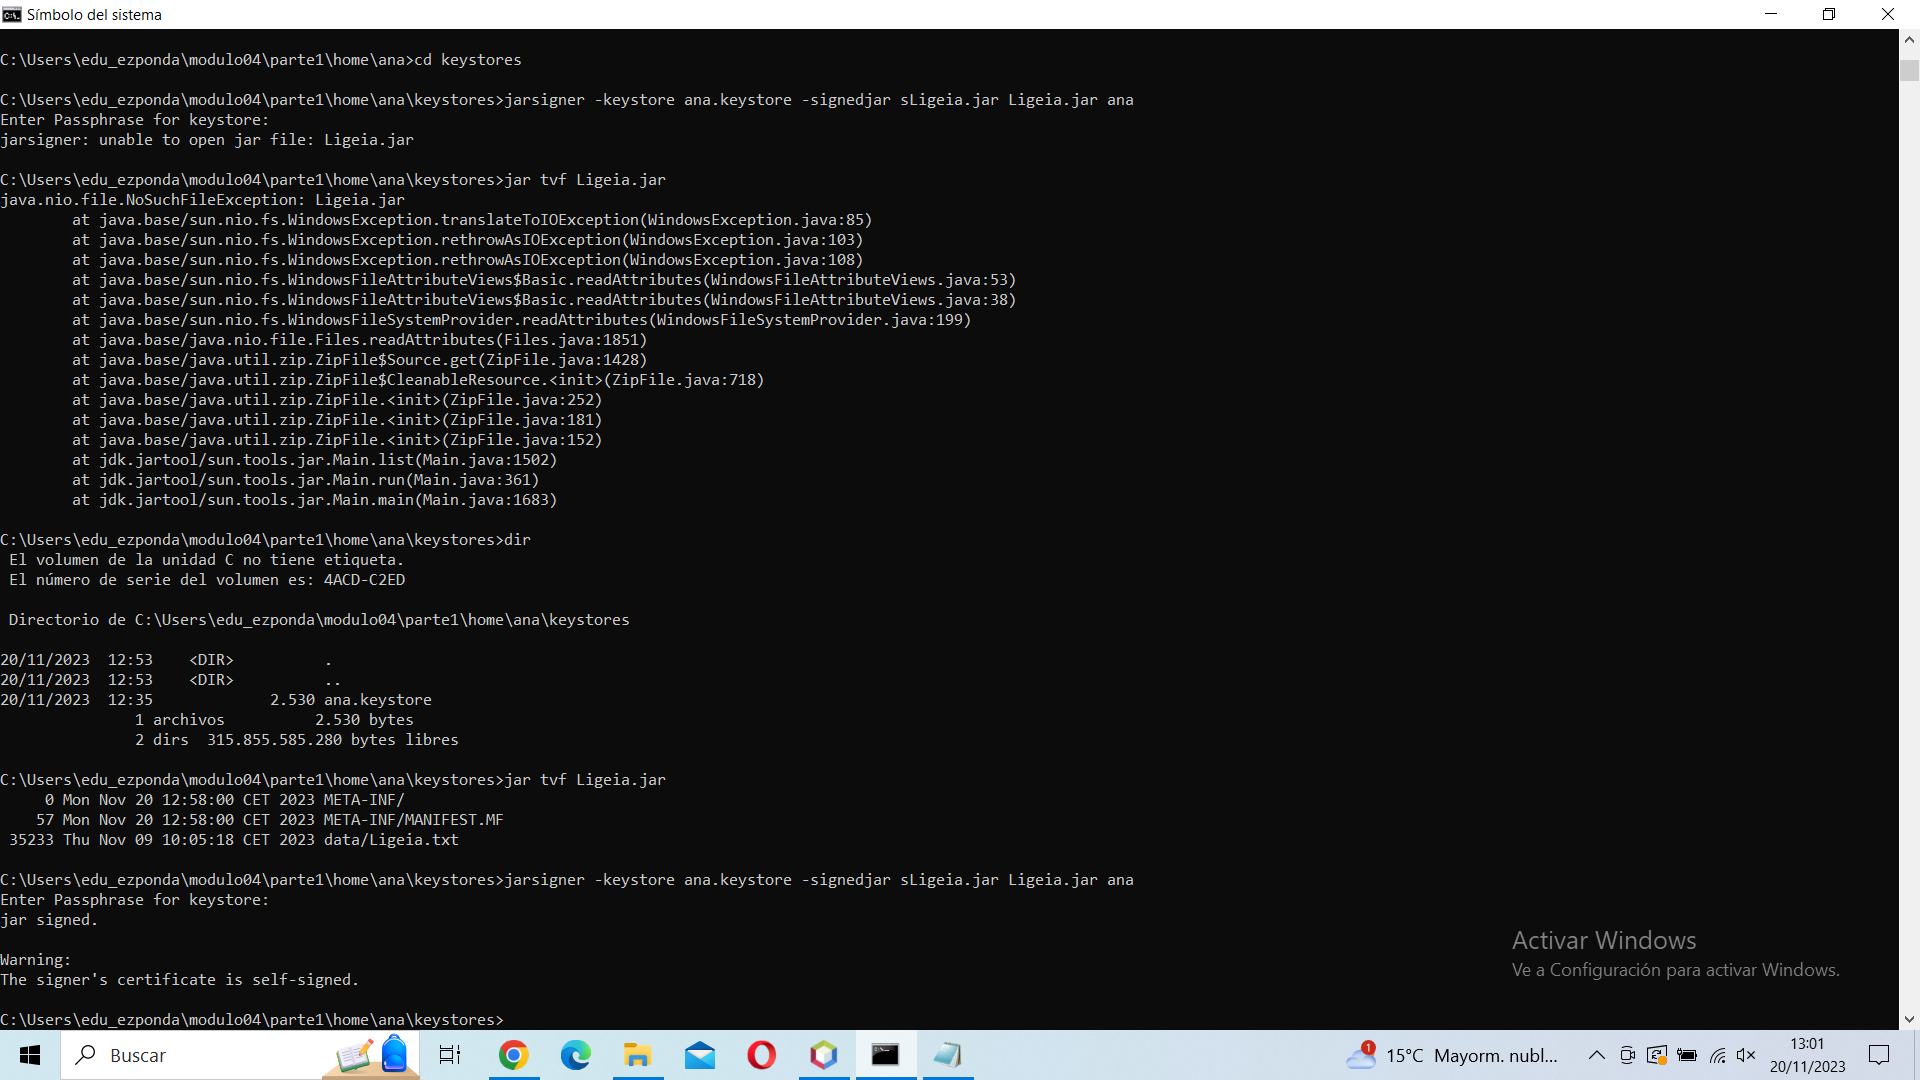 Símbolo del sistema
C:\Users\edu_ezponda\modulo04\parte1\home\ana>cd keystores
C:\Users\edu_ezponda\modulo04\parte1\home\ana\keystores>jarsigner -keystore ana.keystore -signedjar sLigeia.jar Ligeia.jar ana
Enter Passphrase for keystore:
jarsigner: unable to open jar file: Ligeia.jar
C:\Users\edu_ezponda\modulo04\parte1\home\ana\keystores>jar tvf Ligeia.jar
java.nio.file.NoSuchFileException: Ligeia.jar
        at java.base/sun.nio.fs.WindowsException.translateToIOException(WindowsException.java:85)
        at java.base/sun.nio.fs.WindowsException.rethrowAsIOException(WindowsException.java:103)
        at java.base/sun.nio.fs.WindowsException.rethrowAsIOException(WindowsException.java:108)
        at java.base/sun.nio.fs.WindowsFileAttributeViews$Basic.readAttributes(WindowsFileAttributeViews.java:53)
        at java.base/sun.nio.fs.WindowsFileAttributeViews$Basic.readAttributes(WindowsFileAttributeViews.java:38)
        at java.base/sun.nio.fs.WindowsFileSystemProvider.readAttributes(WindowsFileSystemProvider.java:199)
        at java.base/java.nio.file.Files.readAttributes(Files.java:1851)
        at java.base/java.util.zip.ZipFile$Source.get(ZipFile.java:1428)
        at java.base/java.util.zip.ZipFile$CleanableResource.<init>(ZipFile.java:718)
        at java.base/java.util.zip.ZipFile.<init>(ZipFile.java:252)
        at java.base/java.util.zip.ZipFile.<init>(ZipFile.java:181)
        at java.base/java.util.zip.ZipFile.<init>(ZipFile.java:152)
        at jdk.jartool/sun.tools.jar.Main.list(Main.java:1502)
        at jdk.jartool/sun.tools.jar.Main.run(Main.java:361)
        at jdk.jartool/sun.tools.jar.Main.main(Main.java:1683)
C:\Users\edu_ezponda\modulo04\parte1\home\ana\keystores>dir
 El volumen de la unidad C no tiene etiqueta.
 El número de serie del volumen es: 4ACD-C2ED
 Directorio de C:\Users\edu_ezponda\modulo04\parte1\home\ana\keystores
20/11/2023  12:53    <DIR>          .
20/11/2023  12:53    <DIR>          ..
20/11/2023  12:35             2.530 ana.keystore
               1 archivos          2.530 bytes
               2 dirs  315.855.585.280 bytes libres
C:\Users\edu_ezponda\modulo04\parte1\home\ana\keystores>jar tvf Ligeia.jar
     0 Mon Nov 20 12:58:00 CET 2023 META-INF/
    57 Mon Nov 20 12:58:00 CET 2023 META-INF/MANIFEST.MF
 35233 Thu Nov 09 10:05:18 CET 2023 data/Ligeia.txt
C:\Users\edu_ezponda\modulo04\parte1\home\ana\keystores>jarsigner -keystore ana.keystore -signedjar sLigeia.jar Ligeia.jar ana
Enter Passphrase for keystore:
jar signed.
Warning:
The signer's certificate is self-signed.
C:\Users\edu_ezponda\modulo04\parte1\home\ana\keystores>
Activar Windows
Ve a Configuración para activar Windows.
Buscar
1
15°C Mayorm. nubl...
13:01
20/11/2023